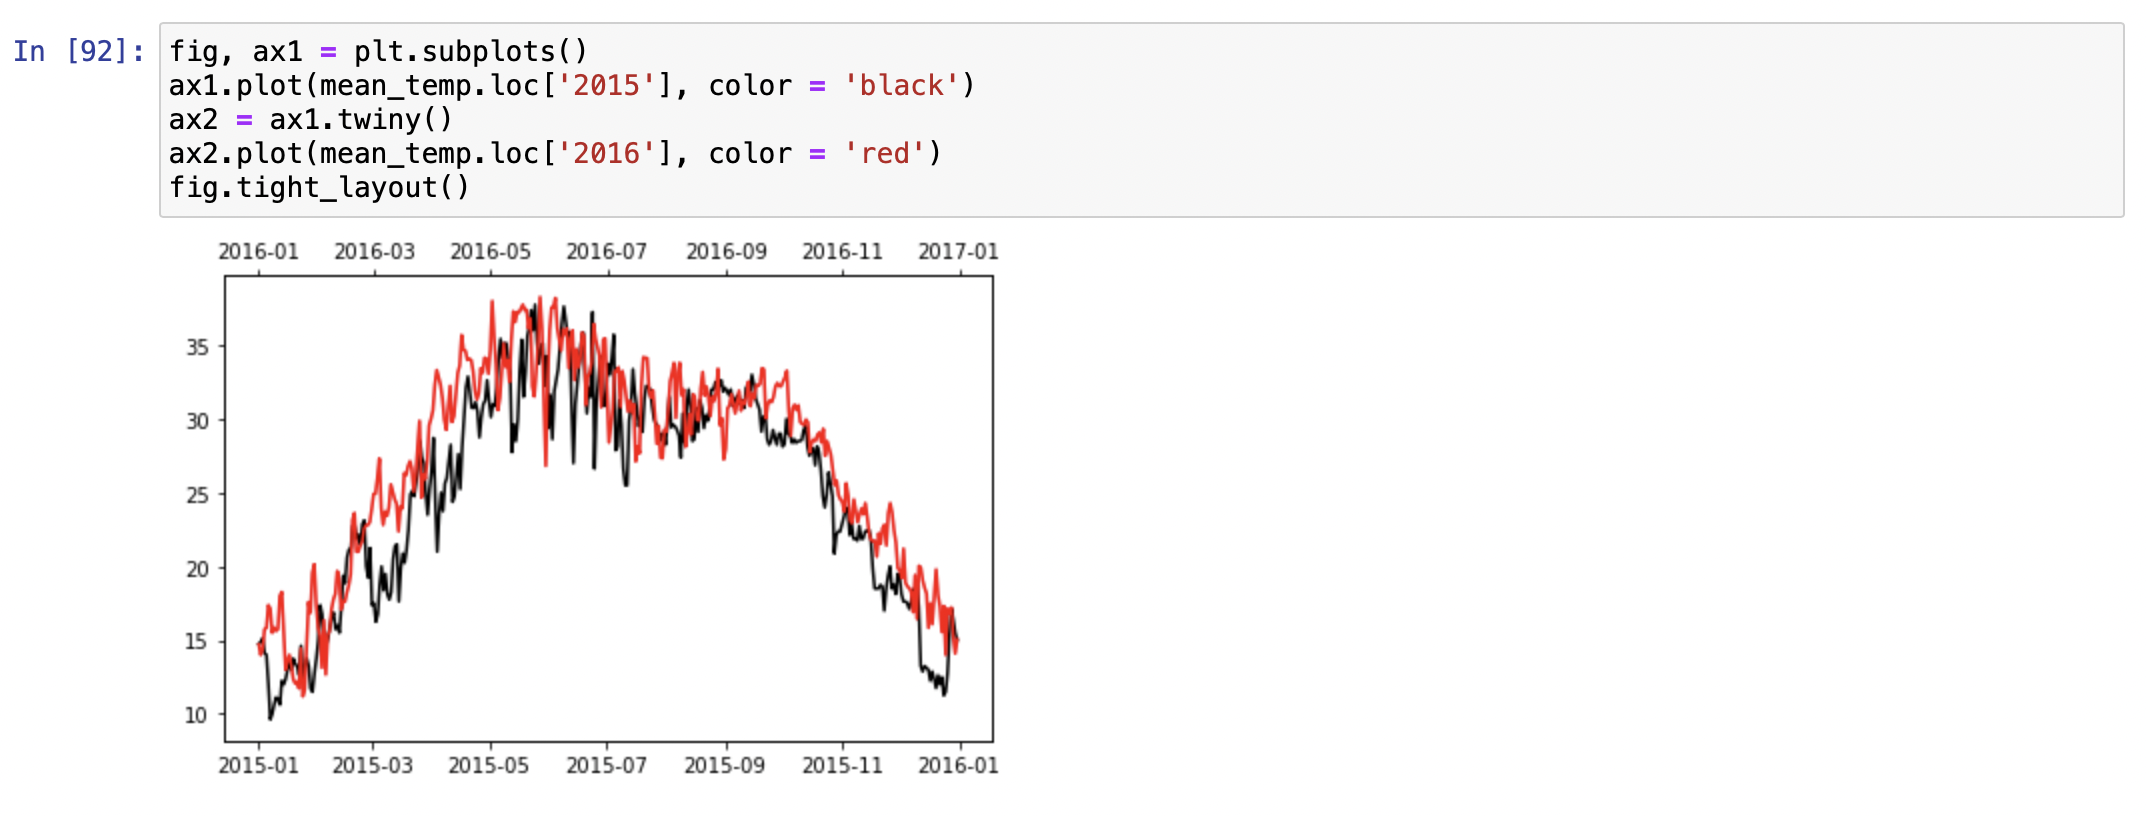 In [92]: fig, ax1 = plt.subplots()
ax1.plot(mean_temp.loc['2015'], color = 'black')
ax2 = ax1.twiny()
ax2.plot(mean_temp.loc['2016'], color = 'red')
fig.tight_layout()
2016-01 2016-03 2016-05 2016-07 2016-09 2016-11 2017-01
35
30
25
20
15
10
2015-01 2015-03 2015-05 2015-07 2015-09 2015-11 2016-01